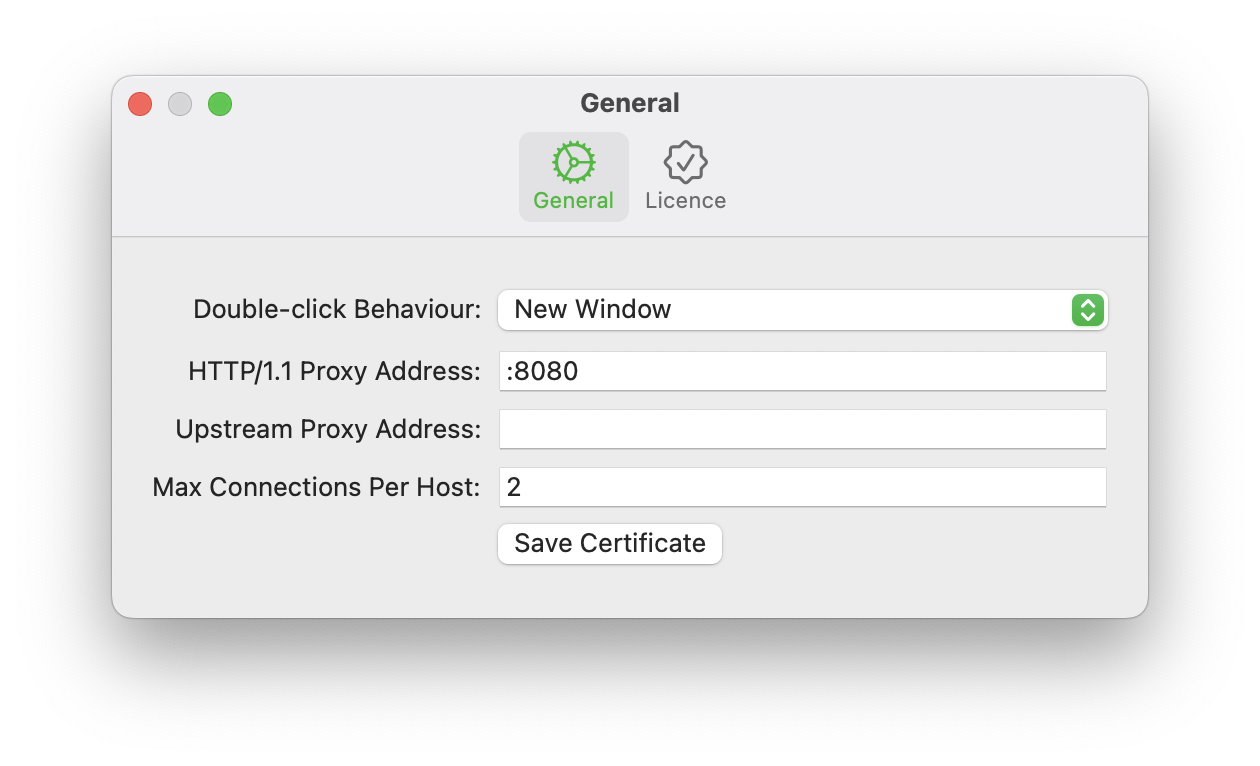 General
General Licence
Double-click Behaviour: New Window
HTTP/1.1 Proxy Address: :8080
Upstream Proxy Address:
Max Connections Per Host: 2
Save Certificate